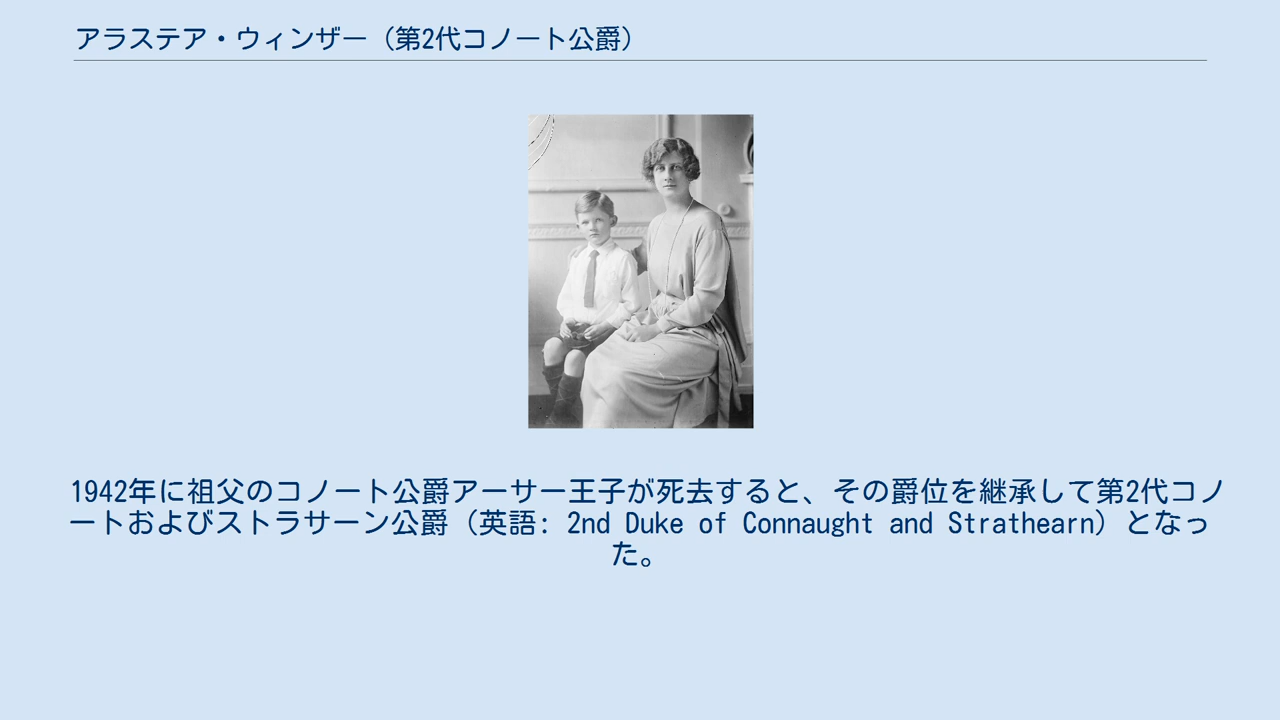 アラステア・ウィンザー（第2代コノート公爵）
1942年に祖父のコノート公爵アーサー王子が死去すると、その爵位を継承して第2代コノ
ートおよびストラサーン公爵（英語: 2nd Duke of Connaught and Strathearn）となっ
た。